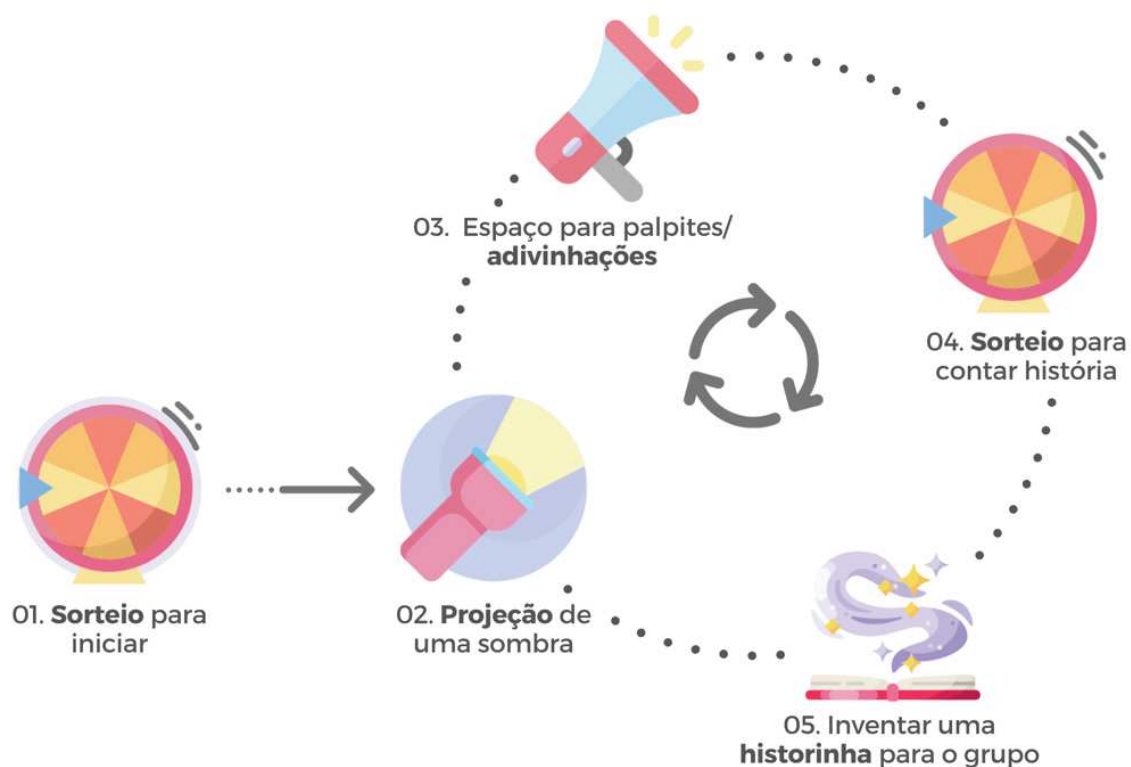 01. Sorteio para
iniciar
02. Projeção de
uma sombra
03. Espaço para palpites/
adivinhações
04. Sorteio para
contar história
05. Inventar uma
historinha para o grupo